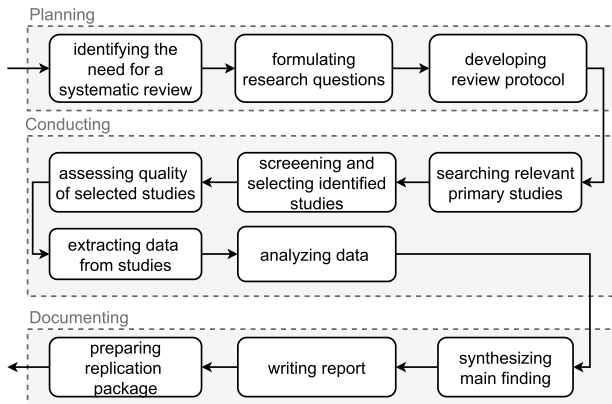 Planning
identifying the
need for a
systematic review
formulating
research questions
developing
review protocol
Conducting
assessing quality
of selected studies
screeening and
selecting identified
studies
searching relevant
primary studies
extracting data
from studies
analyzing data
Documenting
preparing
replication
package
writing report
synthesizing
main finding